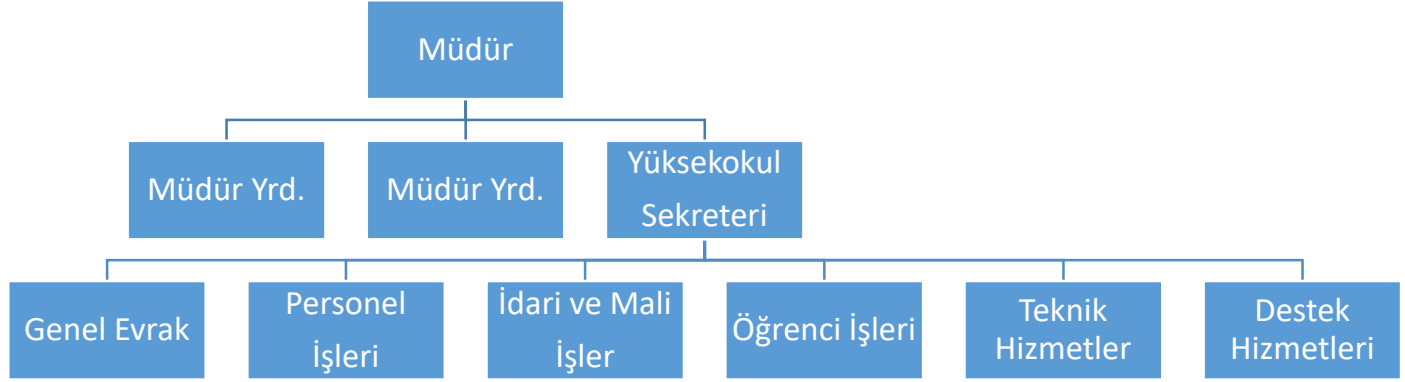 Müdür
Müdür Yrd.
Müdür Yrd.
Yüksekokul
Sekreteri
Genel Evrak
Personel
İşleri
İdari ve Mali
İşler
Öğrenci İşleri
Teknik
Hizmetler
Destek
Hizmetleri